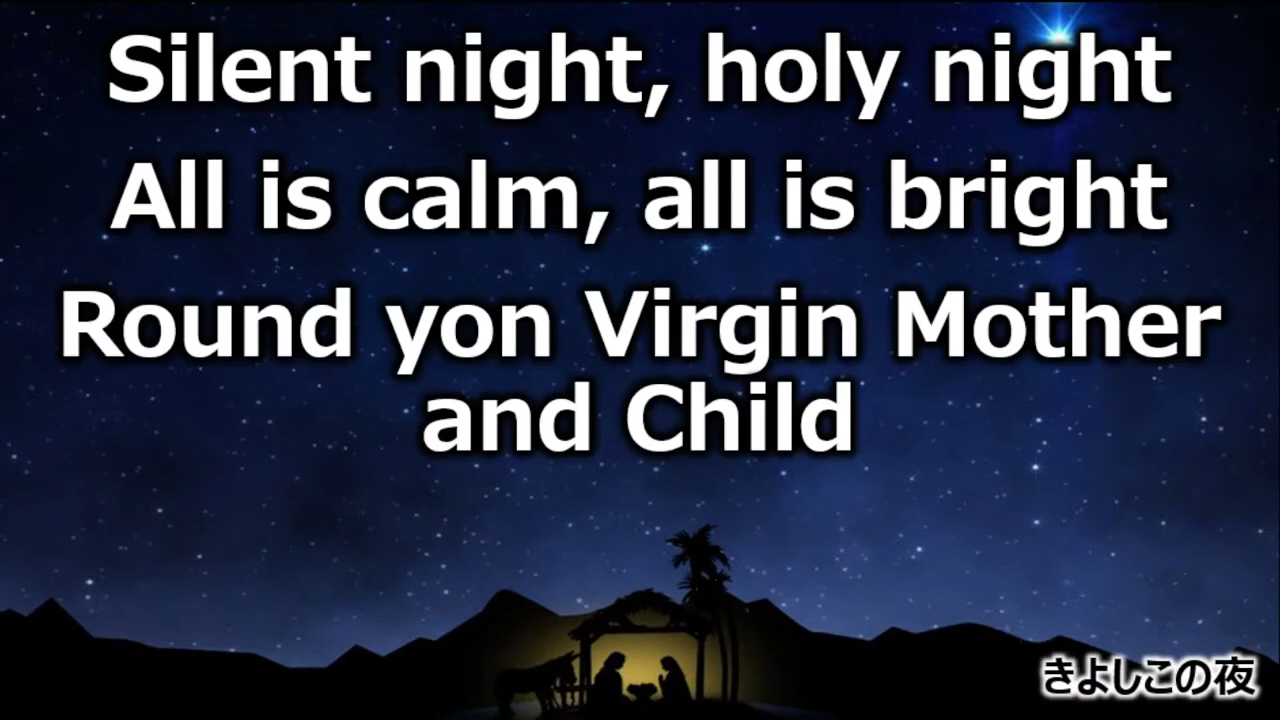 Silent night, holy night
All is calm, all is bright
Round yon Virgin Mother
and Child
きよしこの夜